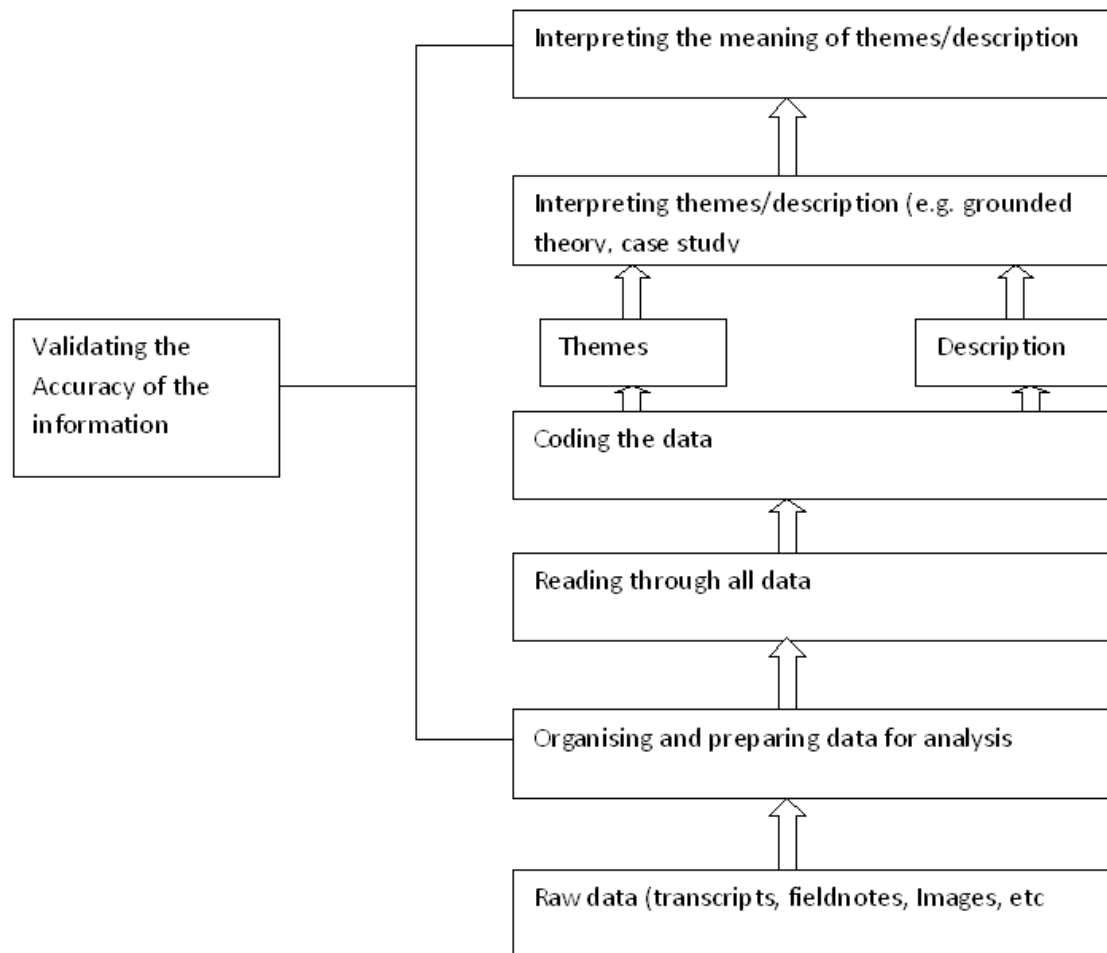 Interpreting the meaning of themes/description
Interpreting themes/description (e.g. grounded
theory, case study
Validating the
Accuracy of the
information
Themes
Description
Coding the data
Reading through all data
Organising and preparing data for analysis
Raw data (transcripts, fieldnotes, Images, etc